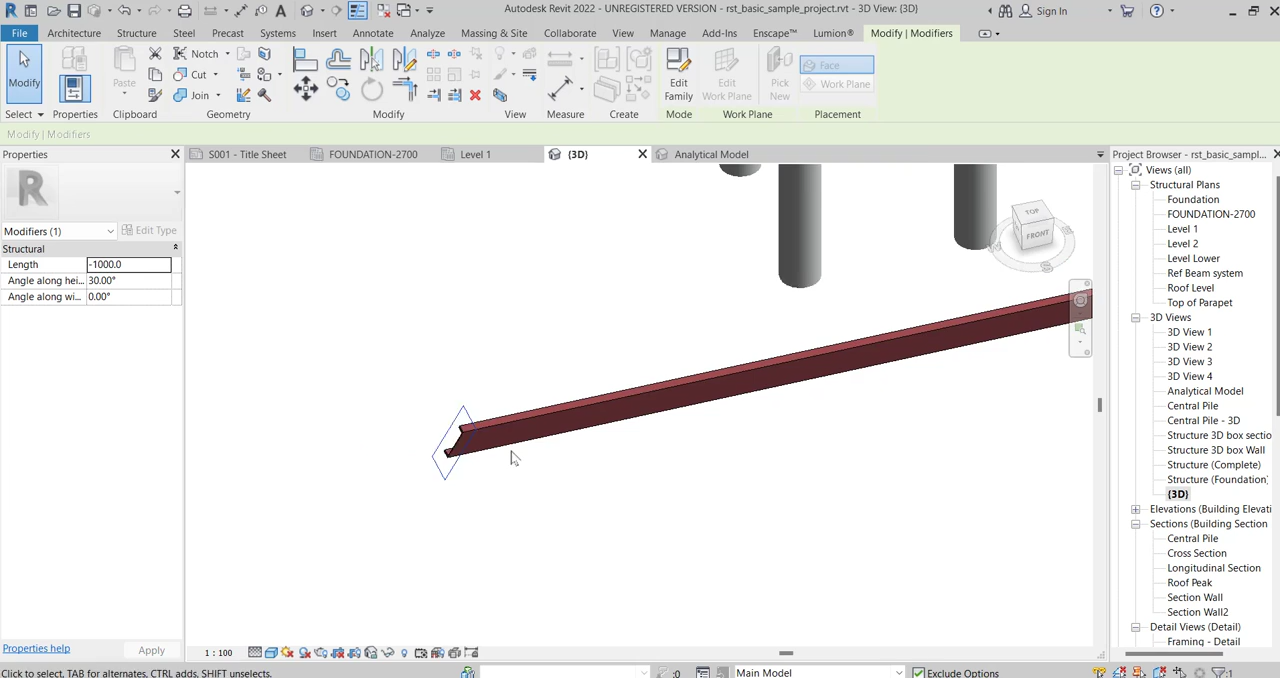 Autodesk Revit 2022 - UNREGISTERED VERSION - rst_basic_sample_project.rvt - 3D View: {3D}
Sign In
File Architecture Structure Steel Precast Systems Insert Annotate Analyze Massing & Site Collaborate View Manage Add-Ins Enscape™ Lumion® Modify | Modifiers
Modify
Paste
Notch
Cut
Join
Edit Family
Edit Work Plane
Pick New
Face
Work Plane
Select Properties Clipboard Geometry Modify View Measure Create Mode Work Plane Placement
Modify | Modifiers
Properties
S001 - Title Sheet
FOUNDATION-2700
Level 1
{3D}
Analytical Model
Project Browser - rst_basic_sampl...
Modifiers (1)
Edit Type
Structural
Length -1000.0
Angle along hei... 30.00°
Angle along wi... 0.00°
TOP
FRONT
Views (all)
Structural Plans
Foundation
FOUNDATION-2700
Level 1
Level 2
Level Lower
Ref Beam system
Roof Level
Top of Parapet
3D Views
3D View 1
3D View 2
3D View 3
3D View 4
Analytical Model
Central Pile
Central Pile - 3D
Structure 3D box sectio
Structure 3D box Wall
Structure (Complete)
Structure (Foundation)
{3D}
Elevations (Building Elevati
Sections (Building Section
Central Pile
Cross Section
Longitudinal Section
Roof Peak
Section Wall
Section Wall2
Detail Views (Detail)
Framing - Detail
Properties help
Apply
1 : 100
Click to select, TAB for alternates, CTRL adds, SHIFT unselects.
:0
Main Model
Exclude Options
:1